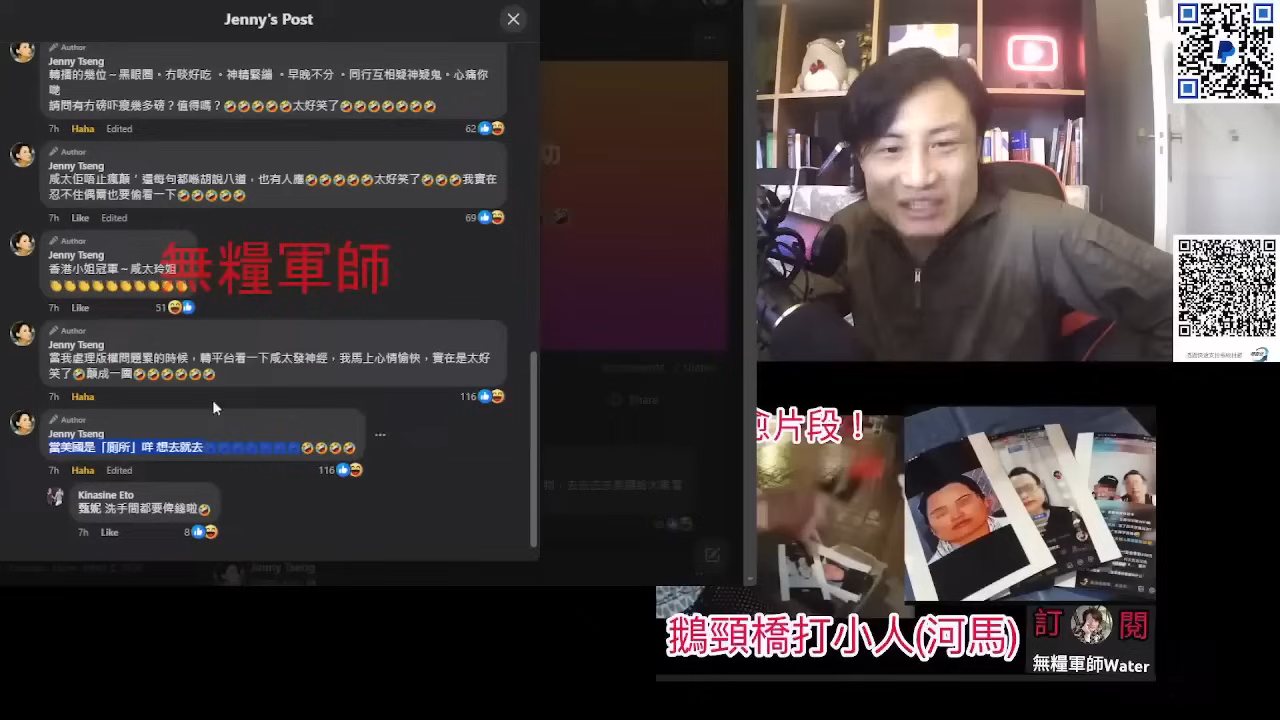 Jenny's Post
Author
Jenny Tseng
轉播的幾位～黑眼圈。冇啖好吃 。神精緊繃 。早晚不分 。同行互相疑神疑鬼。心痛你
哋
請問有冇磅吓瘦幾多磅？值得嗎？🤣🤣🤣🤣🤣太好笑了🤣🤣🤣🤣🤣🤣🤣
7h Haha Edited 62
Author
Jenny Tseng
咸太佢唔止瘋顛，還每句都喺胡說八道，也有人應🤣🤣🤣🤣🤣太好笑了🤣🤣🤣我實在
忍不住偶爾也要偷看一下🤣🤣🤣🤣🤣
7h Like Edited 69
Author
Jenny Tseng
香港小姐冠軍～咸太玲姐
👏👏👏👏👏👏👏👏👏👏
7h Like 51
無糧軍師
Author
Jenny Tseng
當我處理版權問題累的時候，轉平台看一下咸太發神經，我馬上心情愉快，實在是太好
笑了🤣顛成一團🤣🤣🤣🤣🤣🤣
7h Haha 116
Author
Jenny Tseng
當美國是「廁所」咩 想去就去🤣🤣🤣🤣🤣🤣🤣🤣🤣🤣🤣
7h Haha Edited 116
Kinasine Eto
甄妮 洗手間都要俾錢啦🤣
7h Like 8
Share
Jenny Tseng
愈片段！
鵝頸橋打小人(河馬)
訂閱
無糧軍師Water